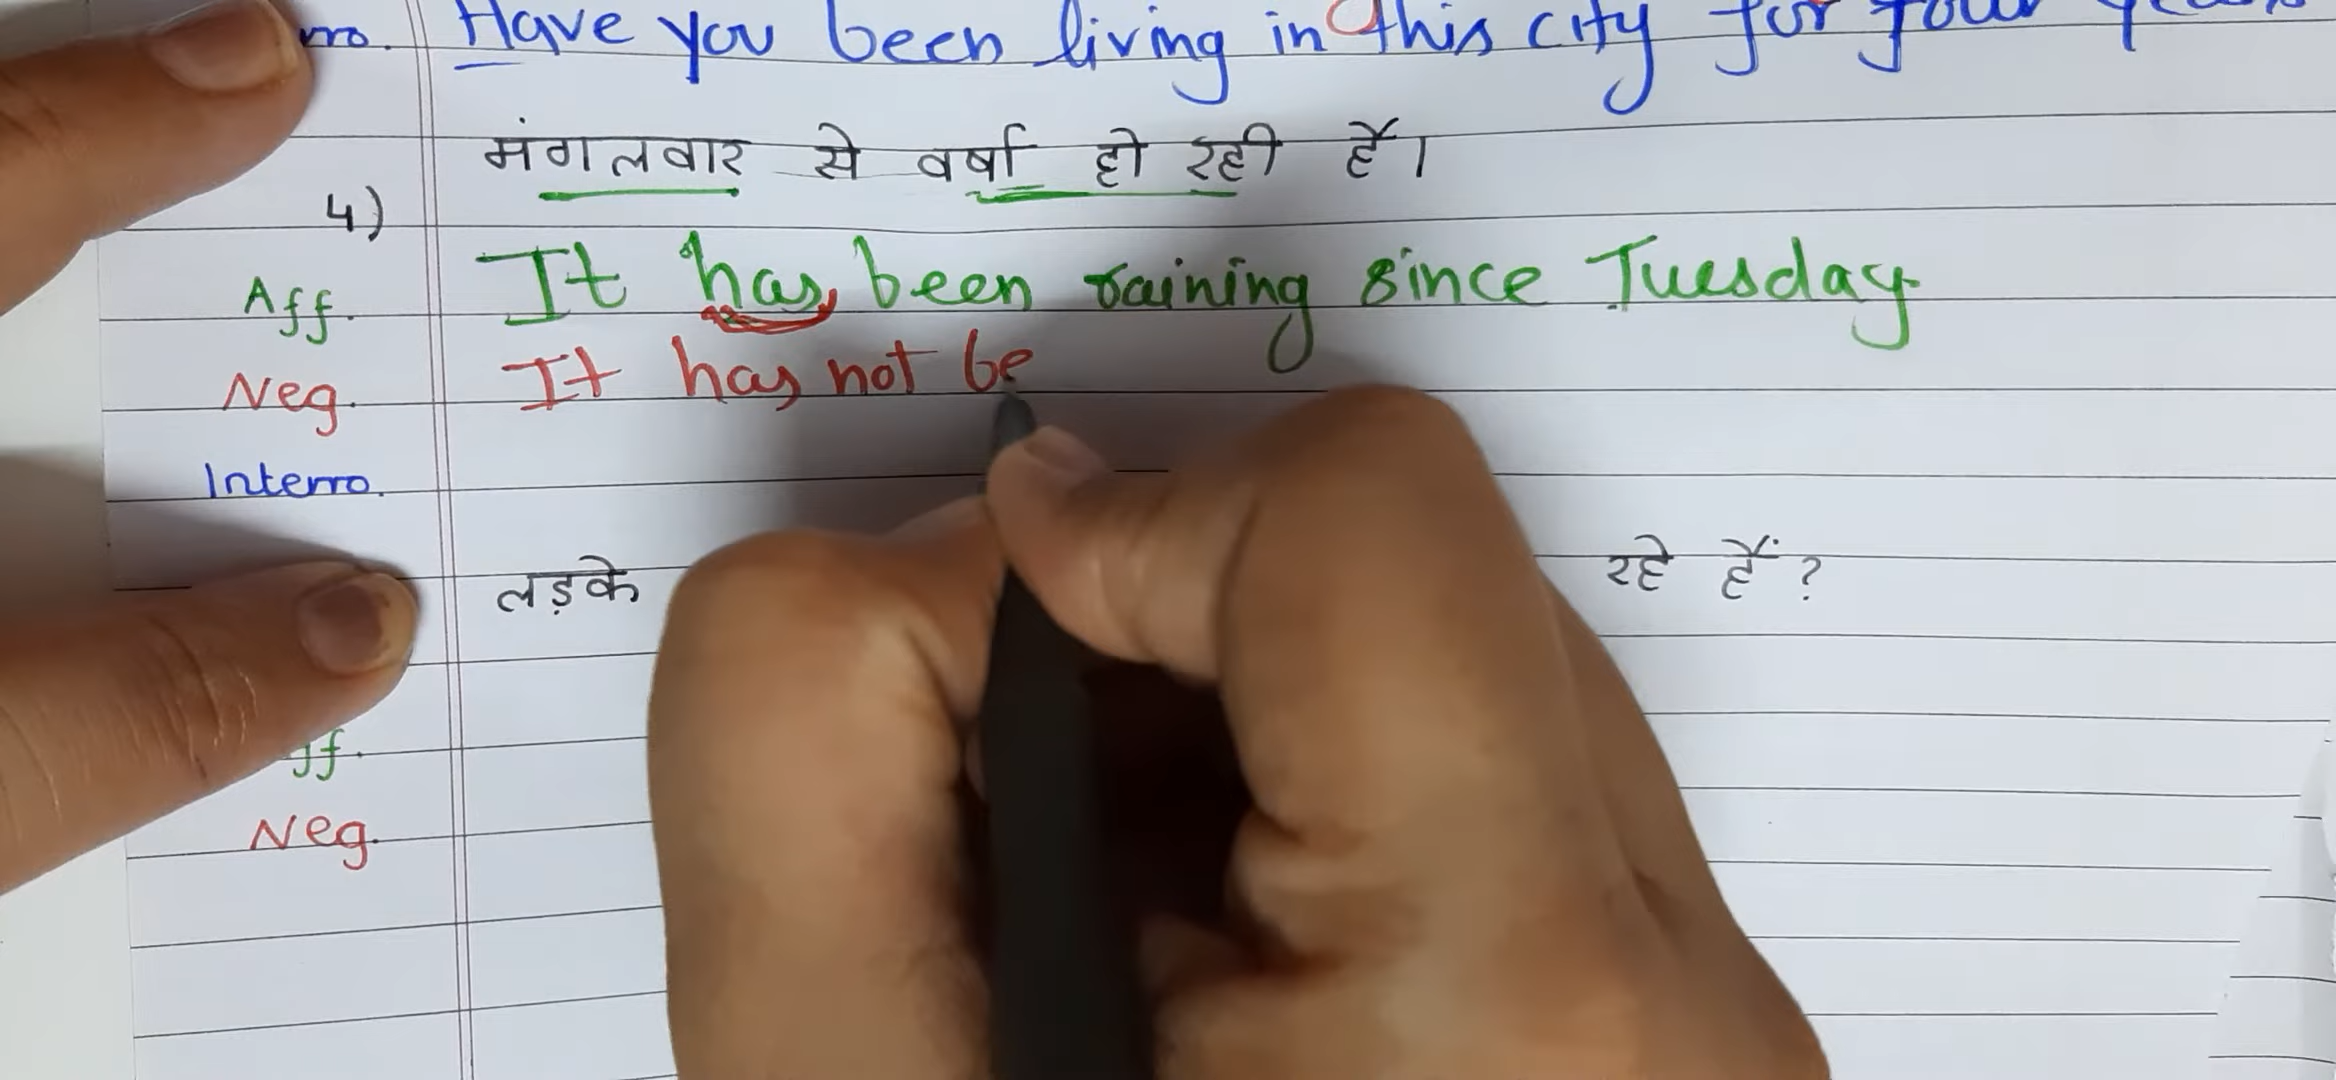 Have you been living in this city for four
मंगलवार से वर्षा हो रही है।
4)
Aff. It has been raining since Tuesday.
Neg. It has not be
Interro.
लड़के रहे हैं ?
Neg.